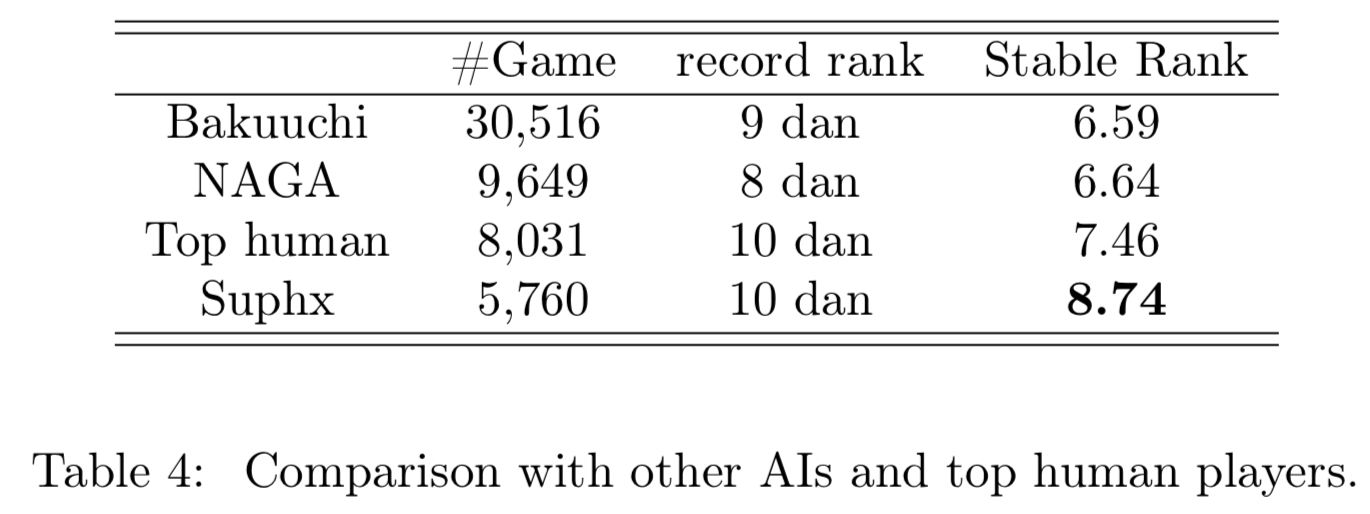 #Game record rank Stable Rank
Bakuuchi 30,516 9 dan 6.59
NAGA 9,649 8 dan 6.64
Top human 8,031 10 dan 7.46
Suphx 5,760 10 dan 8.74
Table 4: Comparison with other AIs and top human players.